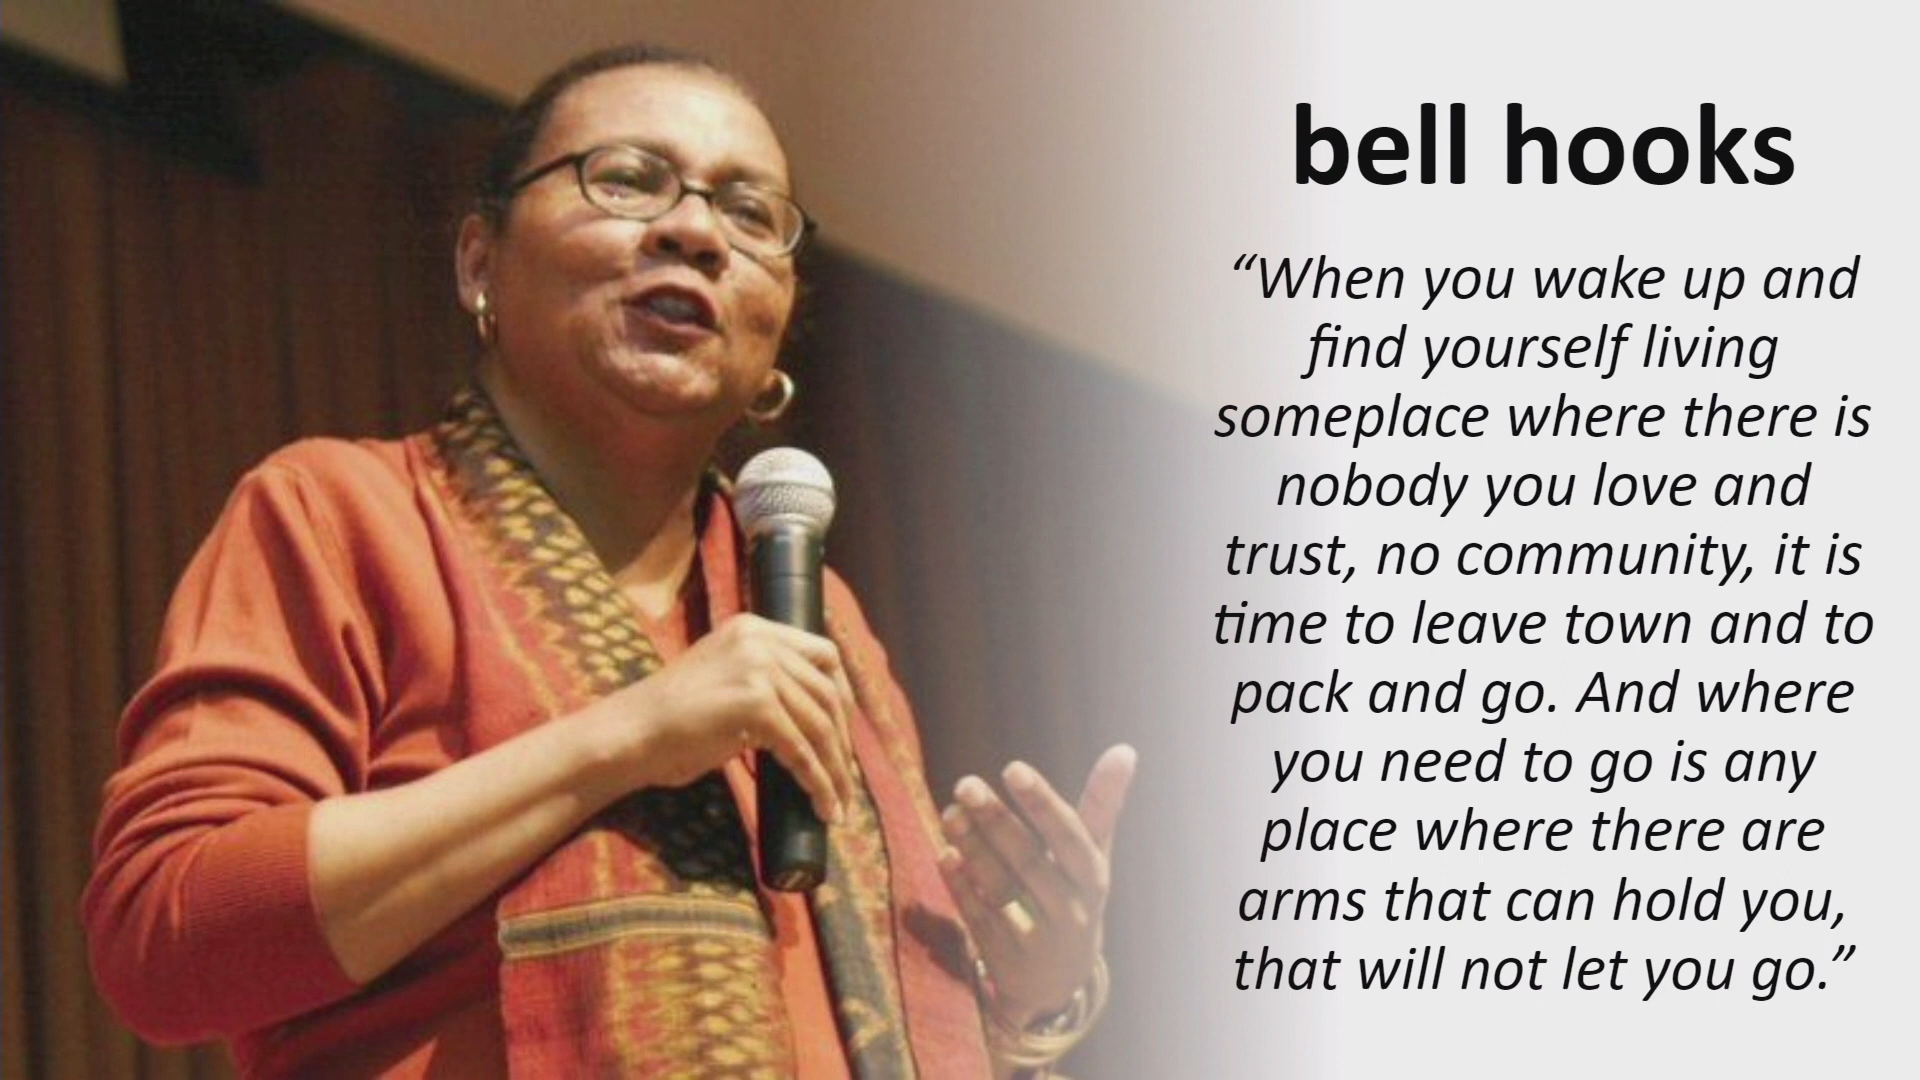 bell hooks
“When you wake up and
find yourself living
someplace where there is
nobody you love and
trust, no community, it is
time to leave town and to
pack and go. And where
you need to go is any
place where there are
arms that can hold you,
that will not let you go.”